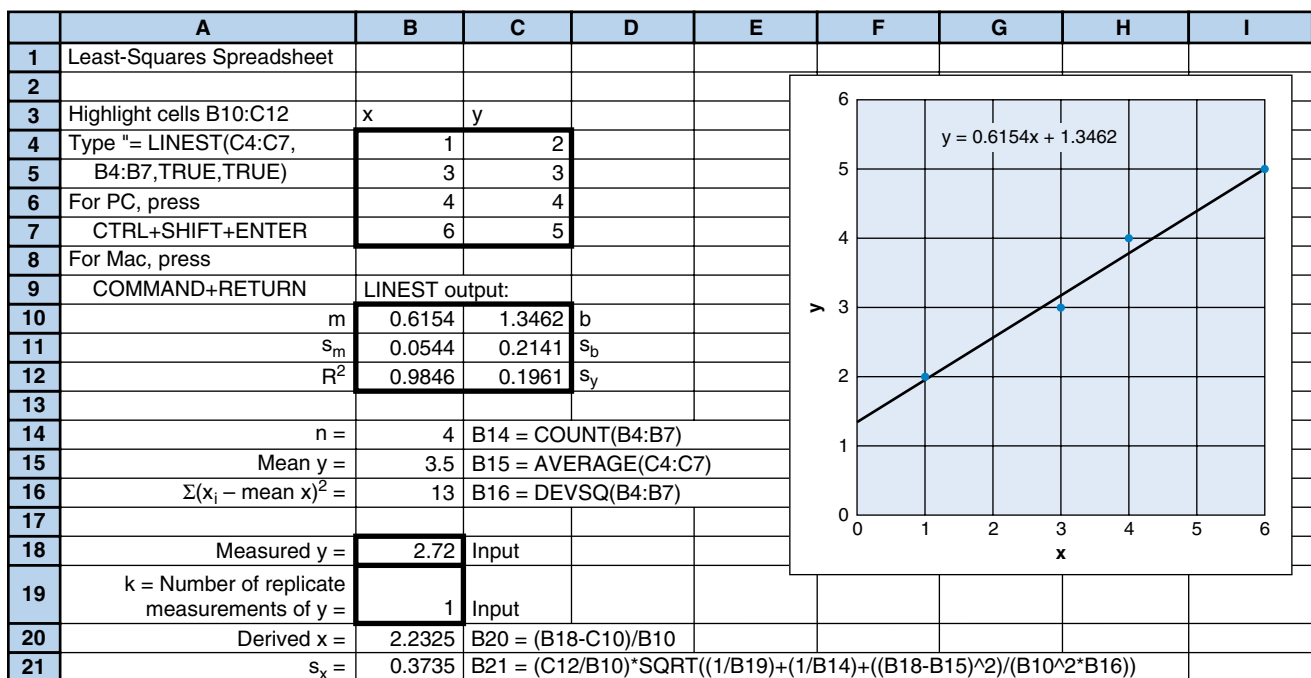 A B C D E F G H I
1 Least-Squares Spreadsheet
2
3 Highlight cells B10:C12 x y
4 Type "= LINEST(C4:C7, 1 2
5 B4:B7,TRUE,TRUE) 3 3
6 For PC, press 4 4
7 CTRL+SHIFT+ENTER 6 5
8 For Mac, press
9 COMMAND+RETURN LINEST output:
10 m 0.6154 1.3462 b
11 sm 0.0544 0.2141 sb
12 R2 0.9846 0.1961 sy
13
14 n = 4 B14 = COUNT(B4:B7)
15 Mean y = 3.5 B15 = AVERAGE(C4:C7)
16 Σ(xi – mean x)2 = 13 B16 = DEVSQ(B4:B7)
17
18 Measured y = 2.72 Input
19 k = Number of replicate
measurements of y = 1 Input
20 Derived x = 2.2325 B20 = (B18-C10)/B10
21 sx = 0.3735 B21 = (C12/B10)*SQRT((1/B19)+(1/B14)+((B18-B15)^2)/(B10^2*B16))
y = 0.6154x + 1.3462
6
5
4
3
2
1
0
y
0 1 2 3 4 5 6
x